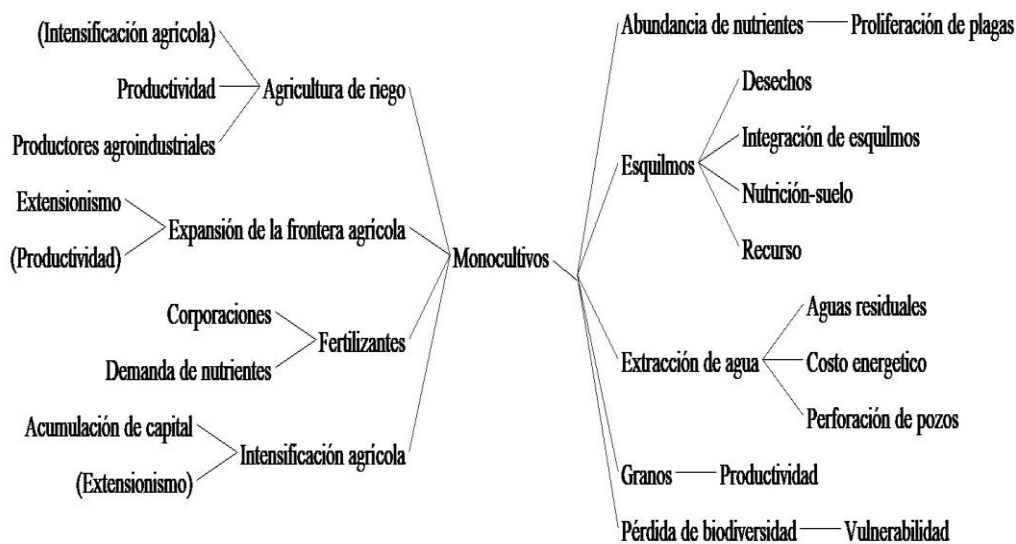 (Intensificación agrícola)
Productividad
Productores agroindustriales
Agricultura de riego
Extensionismo
(Productividad)
Expansión de la frontera agrícola
Corporaciones
Demanda de nutrientes
Fertilizantes
Acumulación de capital
(Extensionismo)
Intensificación agrícola
Monocultivos
Abundancia de nutrientes
Proliferación de plagas
Esquilmos
Desechos
Integración de esquilmos
Nutrición-suelo
Recurso
Extracción de agua
Aguas residuales
Costo energetico
Perforación de pozos
Granos
Productividad
Pérdida de biodiversidad
Vulnerabilidad